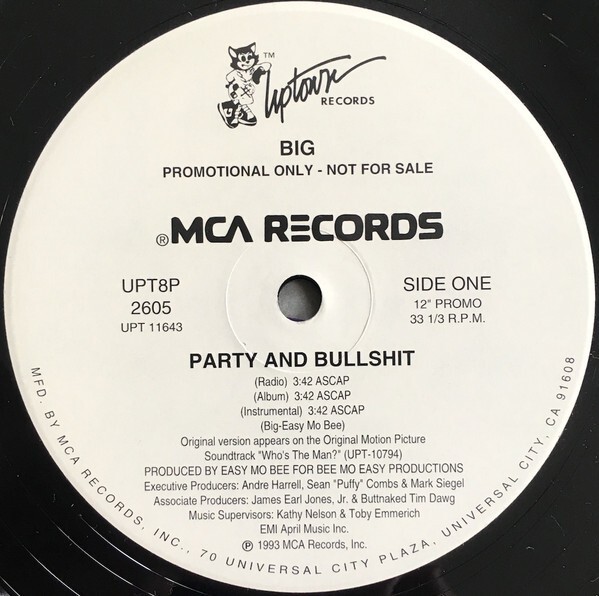 ™
Uptown
RECORDS
BIG
PROMOTIONAL ONLY - NOT FOR SALE
®MCA RECORDS
UPT8P
2605
UPT 11643
SIDE ONE
12" PROMO
33 1/3 R.P.M.
PARTY AND BULLSHIT
(Radio) 3:42 ASCAP
(Album) 3:42 ASCAP
(Instrumental) 3:42 ASCAP
(Big-Easy Mo Bee)
Original version appears on the Original Motion Picture
Soundtrack "Who's The Man?" (UPT-10794)
PRODUCED BY EASY MO BEE FOR BEE MO EASY PRODUCTIONS
Executive Producers: Andre Harrell, Sean "Puffy" Combs & Mark Siegel
Associate Producers: James Earl Jones, Jr. & Buttnaked Tim Dawg
Music Supervisors: Kathy Nelson & Toby Emmerich
EMI April Music Inc.
℗ 1993 MCA Records, Inc.
MFD. BY MCA RECORDS, INC., 70 UNIVERSAL CITY PLAZA, UNIVERSAL CITY, CA 91608